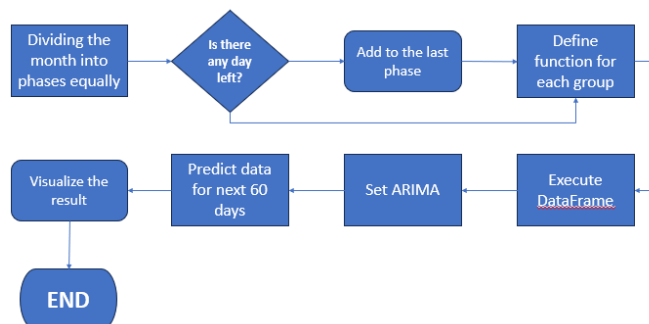 Dividing the
month into
phases equally
Is there
any day
left?
Add to the last
phase
Define
function for
each group
Visualize the
result
Predict data
for next 60
days
Set ARIMA
Execute
DataFrame
END